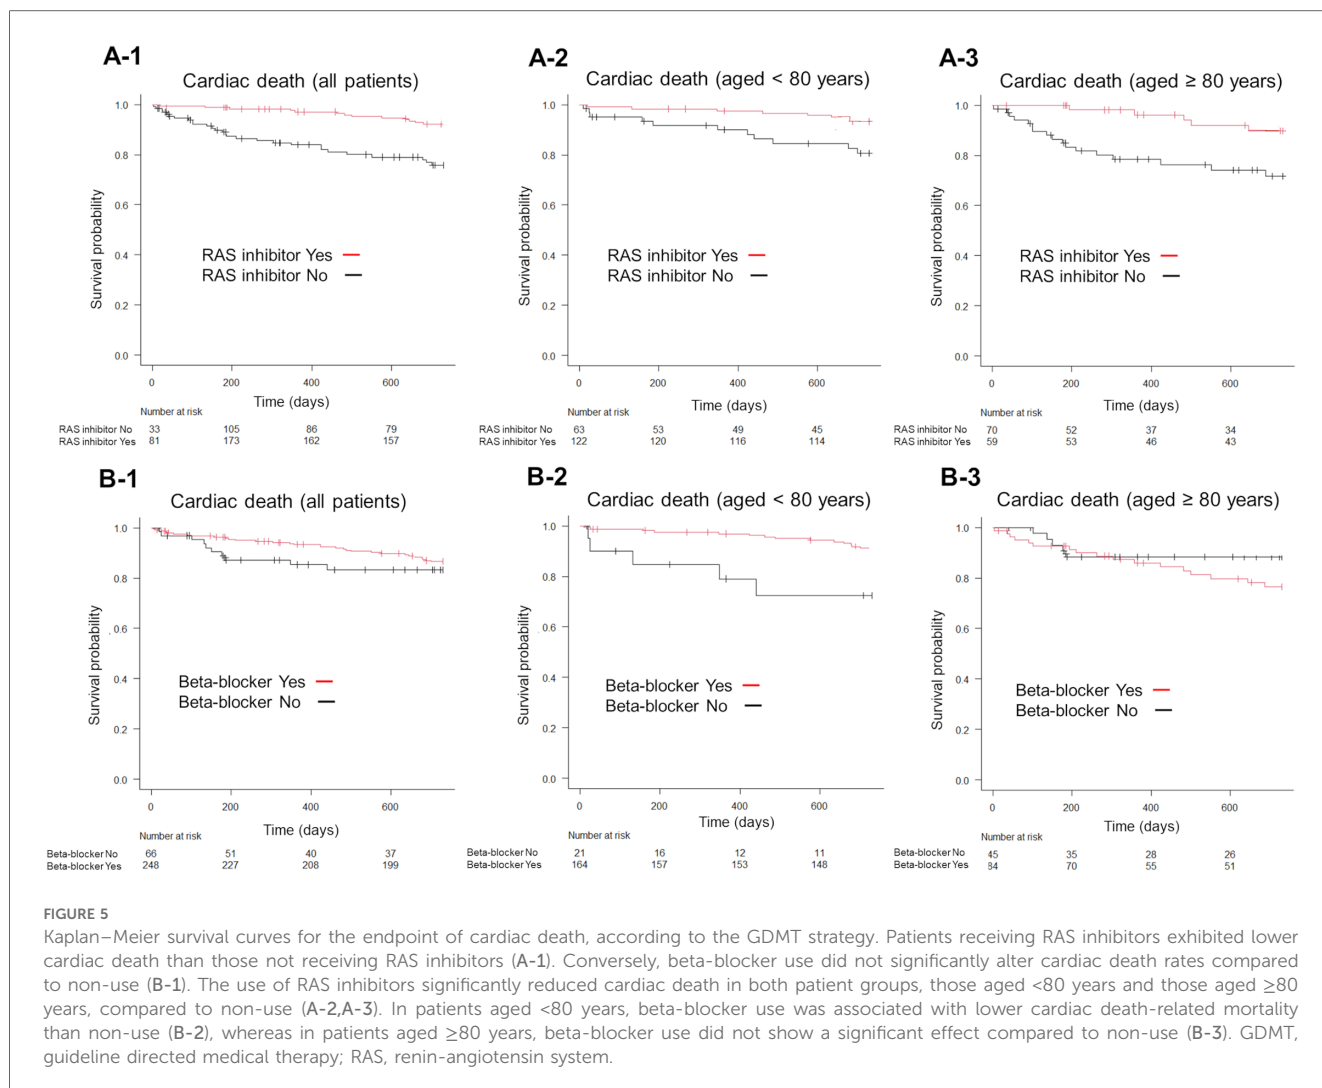 A-1
Cardiac death (all patients)
1.0
0.8
0.6
0.4
0.2
0.0
Survival probability
RAS inhibitor Yes
RAS inhibitor No
0 200 400 600
Time (days)
Number at risk
RAS inhibitor No 33 105 86 79
RAS inhibitor Yes 81 173 162 157
A-2
Cardiac death (aged < 80 years)
1.0
0.8
0.6
0.4
0.2
0.0
Survival probability
RAS inhibitor Yes
RAS inhibitor No
0 200 400 600
Time (days)
Number at risk
RAS inhibitor No 63 53 49 45
RAS inhibitor Yes 122 120 116 114
A-3
Cardiac death (aged ≥ 80 years)
1.0
0.8
0.6
0.4
0.2
0.0
Survival probability
RAS inhibitor Yes
RAS inhibitor No
0 200 400 600
Time (days)
Number at risk
RAS inhibitor No 70 52 37 34
RAS inhibitor Yes 59 53 46 43
B-1
Cardiac death (all patients)
1.0
0.8
0.6
0.4
0.2
0.0
Survival probability
Beta-blocker Yes
Beta-blocker No
0 200 400 600
Time (days)
Number at risk
Beta-blocker No 66 51 40 37
Beta-blocker Yes 248 227 208 199
B-2
Cardiac death (aged < 80 years)
1.0
0.8
0.6
0.4
0.2
0.0
Survival probability
Beta-blocker Yes
Beta-blocker No
0 200 400 600
Time (days)
Number at risk
Beta-blocker No 21 16 12 11
Beta-blocker Yes 164 157 153 148
B-3
Cardiac death (aged ≥ 80 years)
1.0
0.8
0.6
0.4
0.2
0.0
Survival probability
Beta-blocker Yes
Beta-blocker No
0 200 400 600
Time (days)
Number at risk
Beta-blocker No 45 35 28 26
Beta-blocker Yes 84 70 55 51
FIGURE 5
Kaplan–Meier survival curves for the endpoint of cardiac death, according to the GDMT strategy. Patients receiving RAS inhibitors exhibited lower
cardiac death than those not receiving RAS inhibitors (A-1). Conversely, beta-blocker use did not significantly alter cardiac death rates compared
to non-use (B-1). The use of RAS inhibitors significantly reduced cardiac death in both patient groups, those aged <80 years and those aged ≥80
years, compared to non-use (A-2,A-3). In patients aged <80 years, beta-blocker use was associated with lower cardiac death-related mortality
than non-use (B-2), whereas in patients aged ≥80 years, beta-blocker use did not show a significant effect compared to non-use (B-3). GDMT,
guideline directed medical therapy; RAS, renin-angiotensin system.